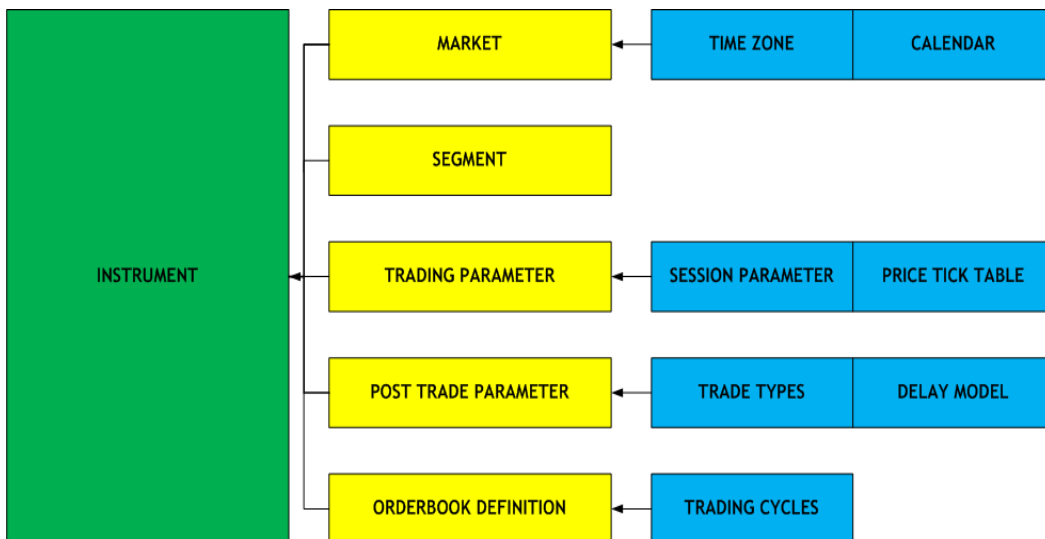 MARKET
TIME ZONE
CALENDAR
SEGMENT
INSTRUMENT
TRADING PARAMETER
SESSION PARAMETER
PRICE TICK TABLE
POST TRADE PARAMETER
TRADE TYPES
DELAY MODEL
ORDERBOOK DEFINITION
TRADING CYCLES